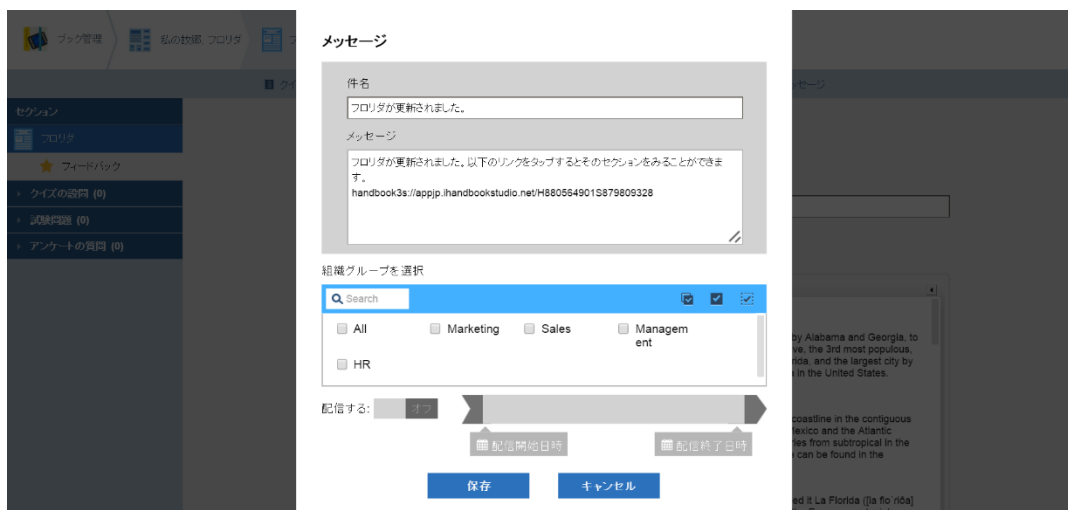 ブック管理
私の故郷, フロリダ
メッセージ
セクション
フロリダ
フィードバック
クイズの設問 (0)
試験問題 (0)
アンケートの質問 (0)
件名
フロリダが更新されました。
メッセージ
フロリダが更新されました。以下のリンクをタップするとそのセクションをみることができま
す。
handbook3s://appjp.ihandbookstudio.net/H880564901S879809328
組織グループを選択
Search
All
Marketing
Sales
Managem
ent
HR
配信する:
オフ
配信開始日時
配信終了日時
保存
キャンセル
by Alabama and Georgia, to
ve, the 3rd most populous,
rida, and the largest city by
a in the United States.
coastline in the contiguous
Mexico and the Atlantic
ries from subtropical in the
can be found in the
ed it La Florida ([la floˈriða]